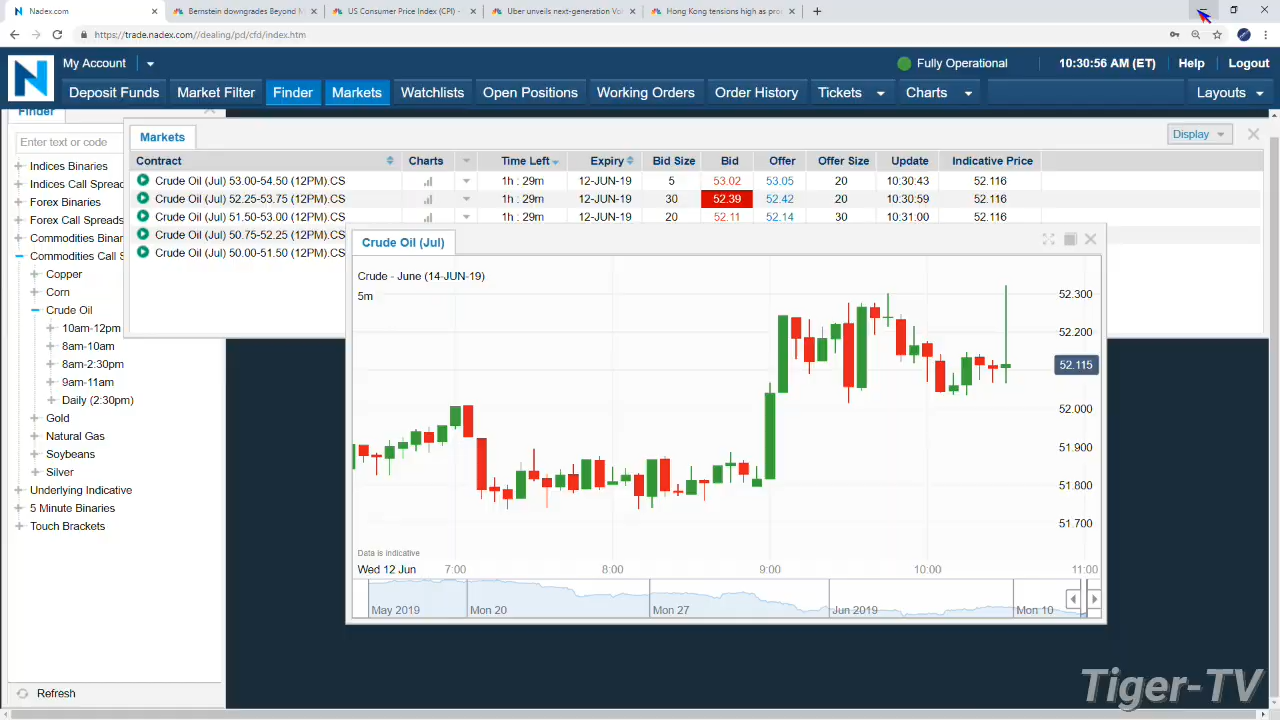 Nadex.com
Bernstein downgrades Beyond M
US Consumer Price Index (CPI) -
Uber unveils next-generation Vo
Hong Kong tensions high as pro
https://trade.nadex.com//dealing/pd/cfd/index.htm
N
My Account
Fully Operational
10:30:56 AM (ET)
Help
Logout
Deposit Funds
Market Filter
Finder
Markets
Watchlists
Open Positions
Working Orders
Order History
Tickets
Charts
Layouts
Finder
Enter text or code
Indices Binaries
Indices Call Spread
Forex Binaries
Forex Call Spreads
Commodities Binar
Commodities Call S
Copper
Corn
Crude Oil
10am-12pm
8am-10am
8am-2:30pm
9am-11am
Daily (2:30pm)
Gold
Natural Gas
Soybeans
Silver
Underlying Indicative
5 Minute Binaries
Touch Brackets
Refresh
Markets
Display
Contract Charts Time Left Expiry Bid Size Bid Offer Offer Size Update Indicative Price
Crude Oil (Jul) 53.00-54.50 (12PM).CS 1h : 29m 12-JUN-19 5 53.02 53.05 20 10:30:43 52.116
Crude Oil (Jul) 52.25-53.75 (12PM).CS 1h : 29m 12-JUN-19 30 52.39 52.42 20 10:30:59 52.116
Crude Oil (Jul) 51.50-53.00 (12PM).CS 1h : 29m 12-JUN-19 20 52.11 52.14 30 10:31:00 52.116
Crude Oil (Jul) 50.75-52.25 (12PM).CS
Crude Oil (Jul) 50.00-51.50 (12PM).CS
Crude Oil (Jul)
Crude - June (14-JUN-19)
5m
52.300
52.200
52.115
52.000
51.900
51.800
51.700
Data is indicative
Wed 12 Jun 7:00 8:00 9:00 10:00 11:00
May 2019 Mon 20 Mon 27 Jun 2019 Mon 10
Tiger-TV